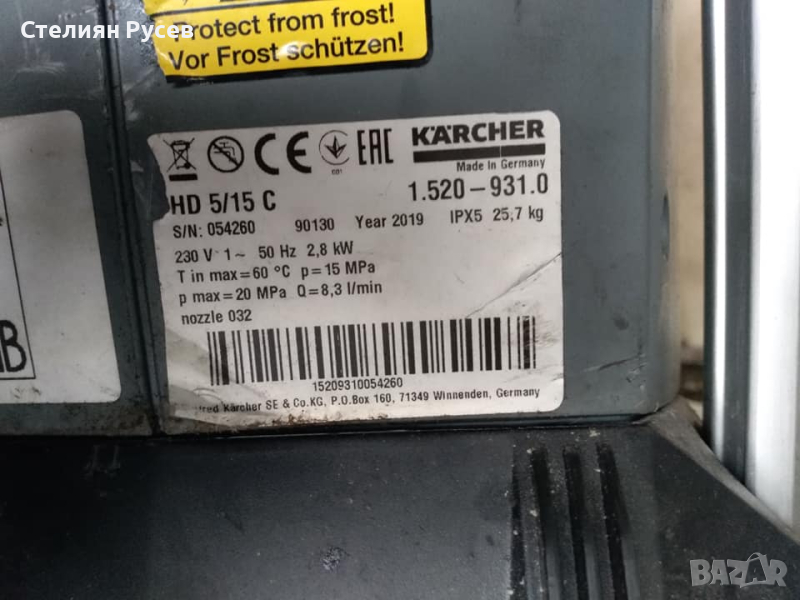 Стелиян Русев
Protect from frost!
Vor Frost schützen!
EAC
KÄRCHER
Made in Germany
HD 5/15 C
1.520-931.0
S/N: 054260 90130 Year 2019 IPX5 25,7 kg
230 V 1~ 50 Hz 2,8 kW
T in max=60 °C p=15 MPa
p max=20 MPa Q=8,3 l/min
nozzle 032
15209310054260
Kärcher SE & Co.KG, P.O.Box 160, 71349 Winnenden, Germany
BAZAR